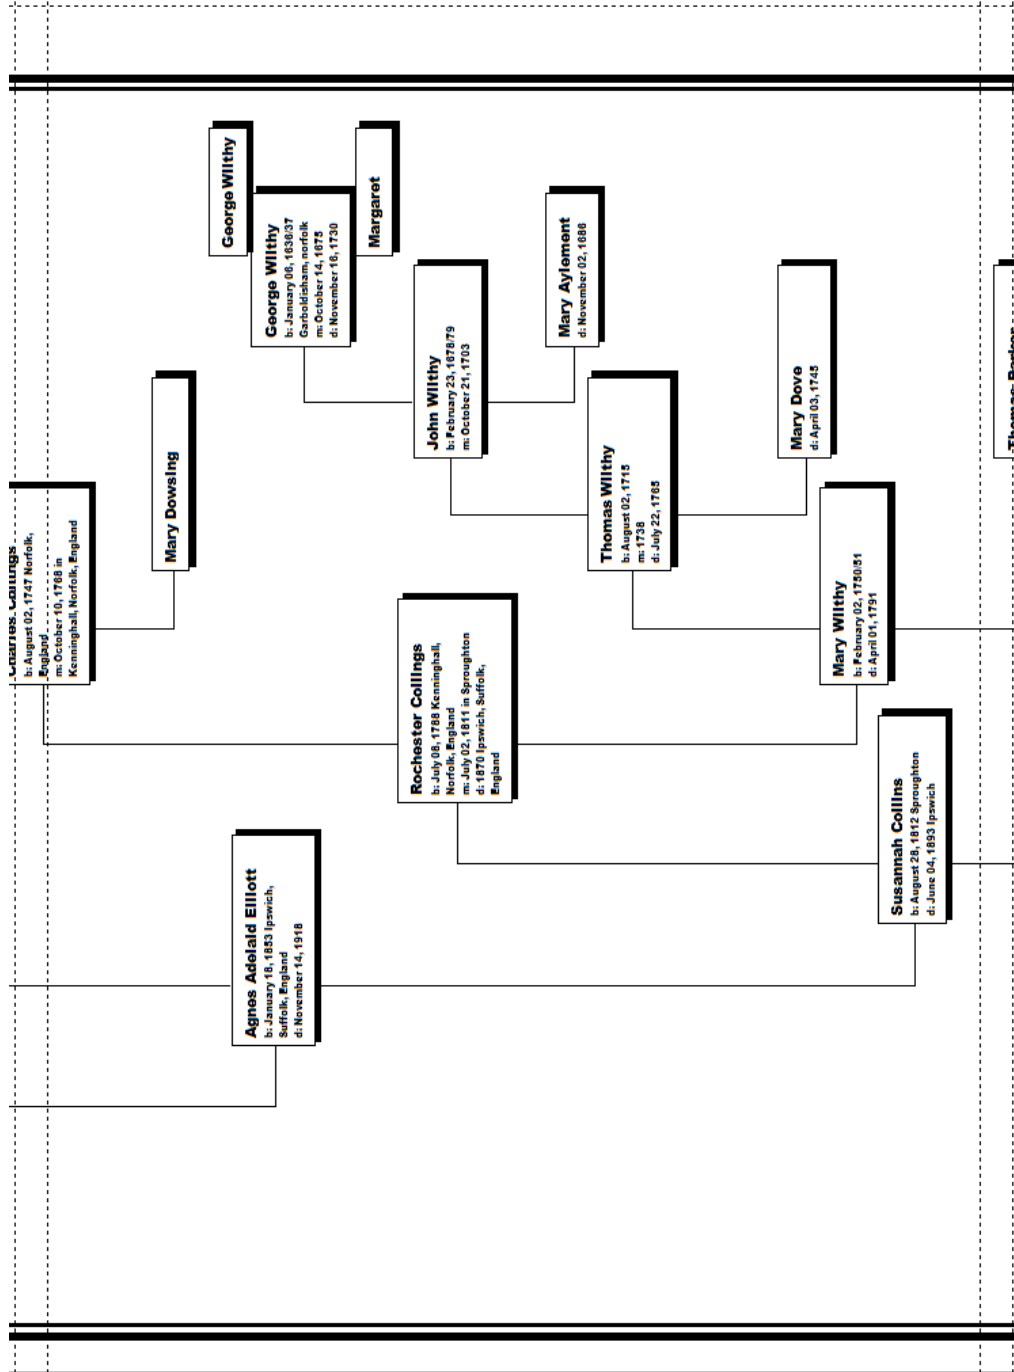 Charles Collings
b: August 02, 1747 Norfolk,
England
m: October 10, 1768 in
Kenninghall, Norfolk, England
Mary Dowsing
George Wilthy
George Wilthy
b: January 06, 1636/37
Garboldisham, norfolk
m: October 14, 1675
d: November 16, 1730
Margaret
Agnes Adelaid Elliott
b: January 18, 1853 Ipswich,
Suffolk, England
d: November 14, 1918
Rochester Collings
b: July 08, 1788 Kenninghall,
Norfolk, England
m: July 02, 1811 in Sproughton
d: 1870 Ipswich, Suffolk,
England
John Wilthy
b: February 23, 1678/79
m: October 21, 1703
Mary Aylement
d: November 02, 1686
Thomas Wilthy
b: August 02, 1715
m: 1738
d: July 22, 1765
Mary Dove
d: April 03, 1745
Mary Wilthy
b: February 02, 1750/51
d: April 01, 1791
Susannah Collins
b: August 28, 1812 Sproughton
d: June 04, 1893 Ipswich
Thomas